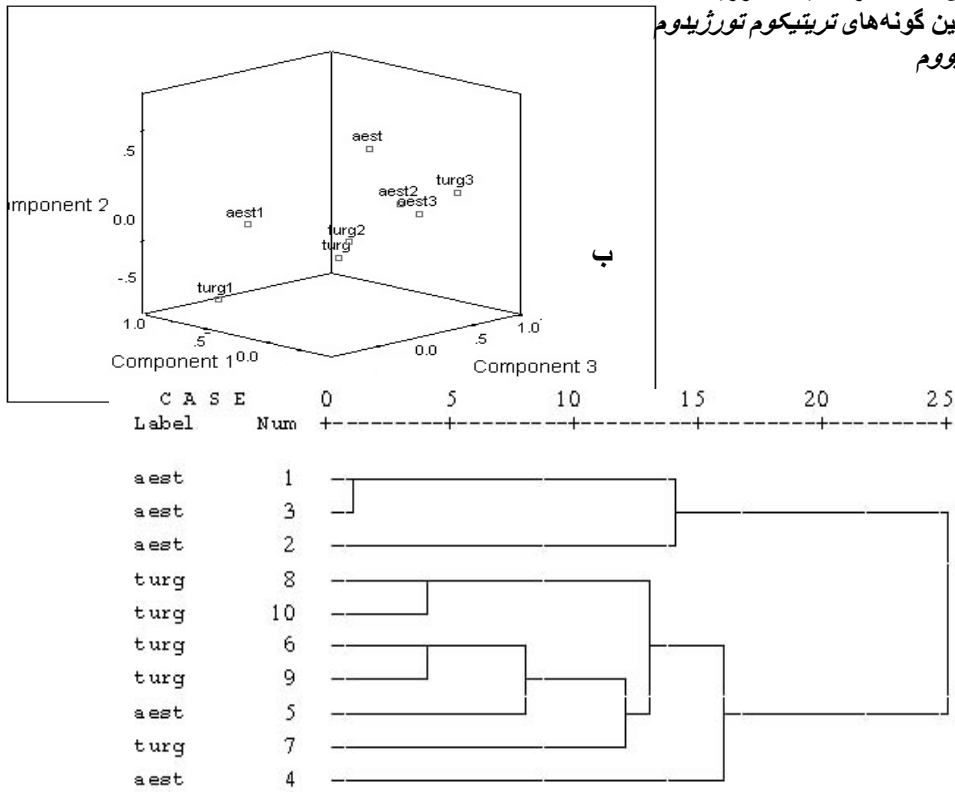 ین گونه‌های تریتیکوم تورژیدوم
ووم
aest
.5
turg3
aest2
aest3
mponent 2
0.0
aest1
turg2
turg
ب
-.5
turg1
1.0
.5
0.0
Component 1
0.0
.5
1.0
Component 3
C A S E 0 5 10 15 20 25
Label Num +---------+---------+---------+---------+---------+
aest 1
aest 3
aest 2
turg 8
turg 10
turg 6
turg 9
aest 5
turg 7
aest 4